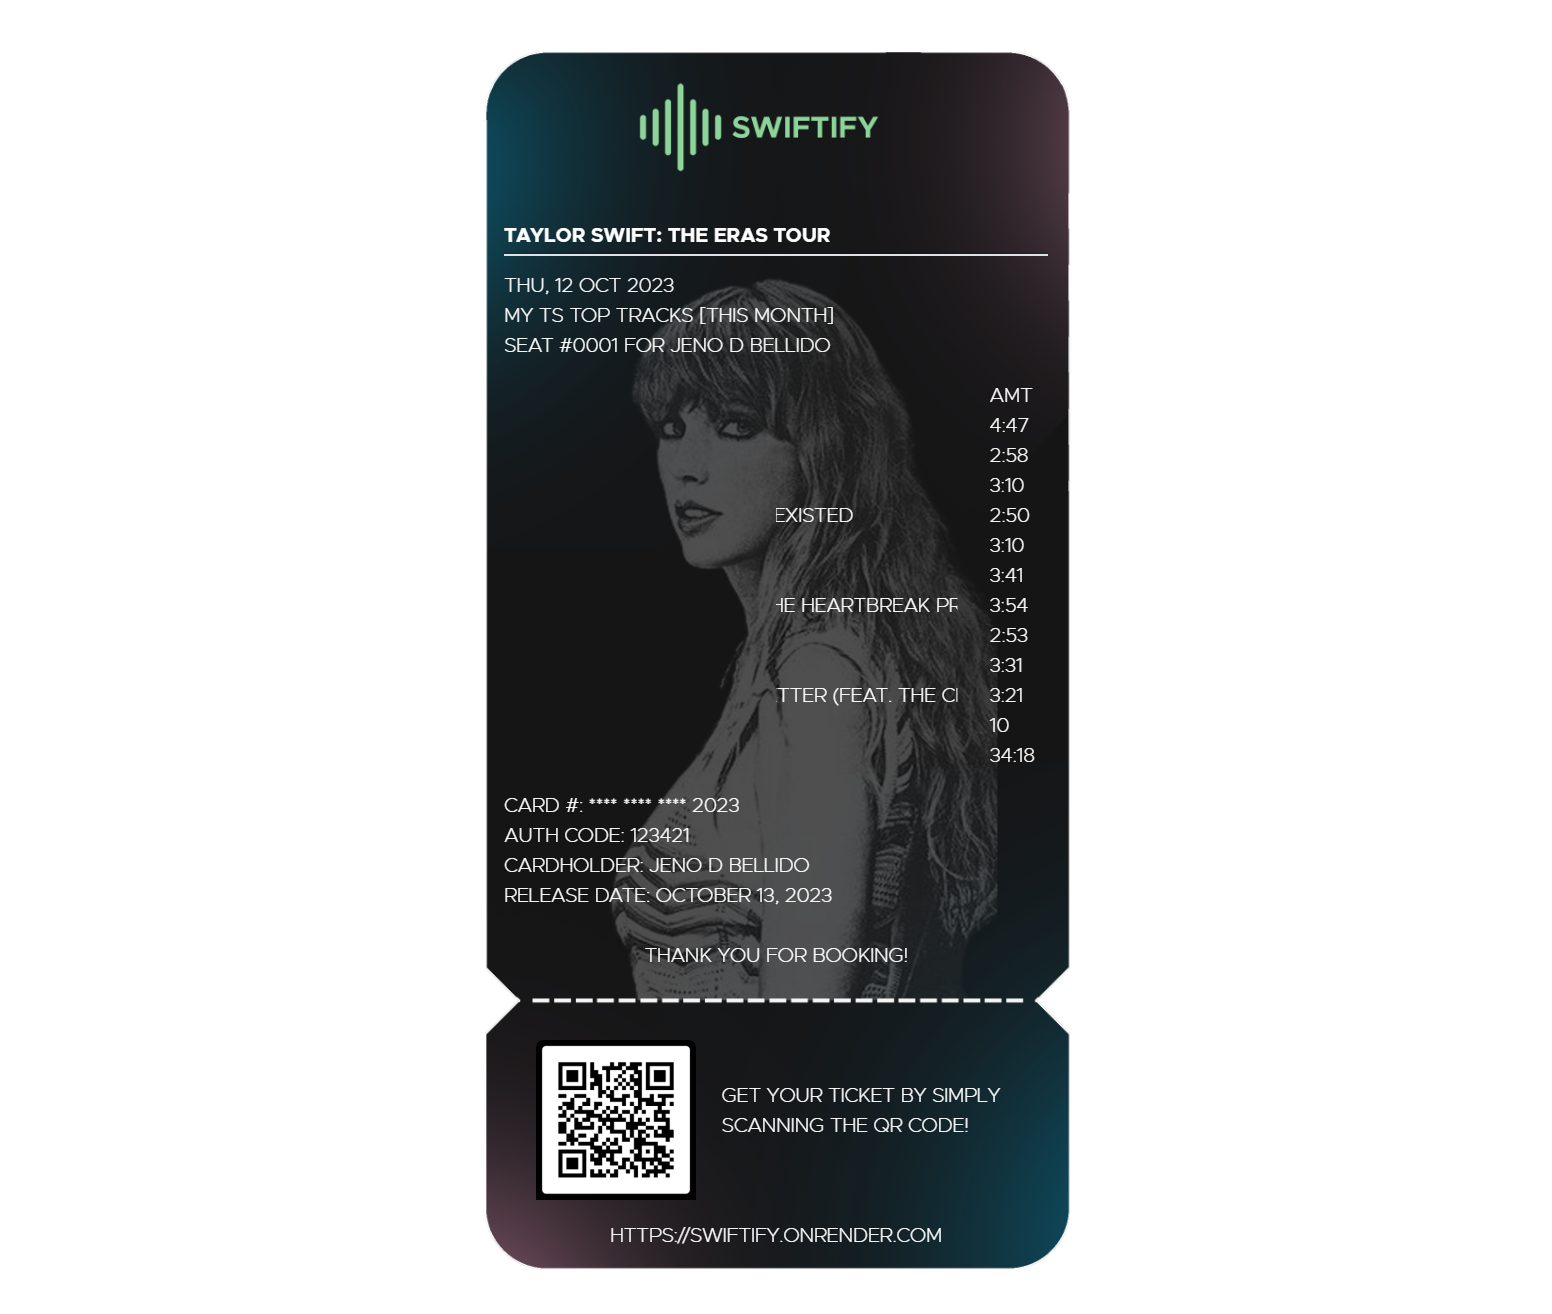 SWIFTIFY
TAYLOR SWIFT: THE ERAS TOUR
THU, 12 OCT 2023
MY TS TOP TRACKS [THIS MONTH]
SEAT #0001 FOR JENO D BELLIDO
AMT
4:47
2:58
3:10
EXISTED 2:50
3:10
3:41
HEARTBREAK 3:54
2:53
3:31
(FEAT. THE 3:21
10
34:18
CARD #: **** **** **** 2023
AUTH CODE: 123421
CARDHOLDER: JENO D BELLIDO
RELEASE DATE: OCTOBER 13, 2023
THANK YOU FOR BOOKING!
GET YOUR TICKET BY SIMPLY
SCANNING THE QR CODE!
HTTPS://SWIFTIFY.ONRENDER.COM